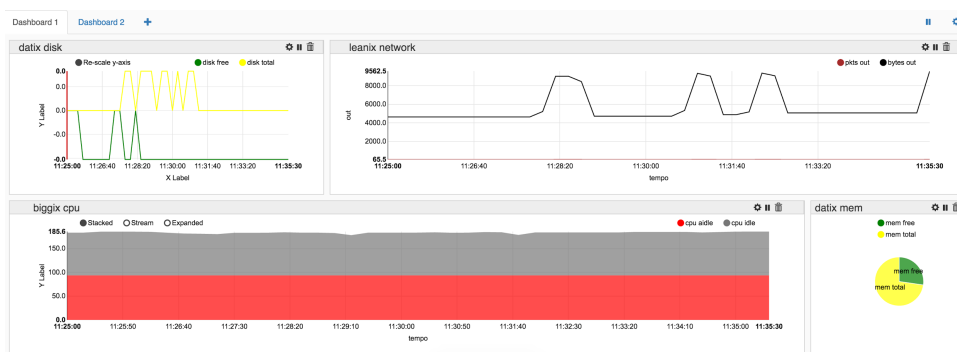 Dashboard 1 Dashboard 2 +
datix disk
Re-scale y-axis disk free disk total
0.0
0.0
0.0
-0.0
-0.0
Y Label
11:25:00 11:26:40 11:28:20 11:30:00 11:31:40 11:33:20 11:35:30
X Label
leanix network
pkts out bytes out
9562.5
8000.0
6000.0
4000.0
2000.0
65.5
out
11:25:00 11:26:40 11:28:20 11:30:00 11:31:40 11:33:20 11:35:30
tempo
biggix cpu
Stacked Stream Expanded cpu aidle cpu idle
185.6
150.0
100.0
50.0
0.0
Y Label
11:25:00 11:25:50 11:26:40 11:27:30 11:28:20 11:29:10 11:30:00 11:30:50 11:31:40 11:32:30 11:33:20 11:34:10 11:35:00 11:35:30
tempo
datix mem
mem free
mem total
mem free
mem total